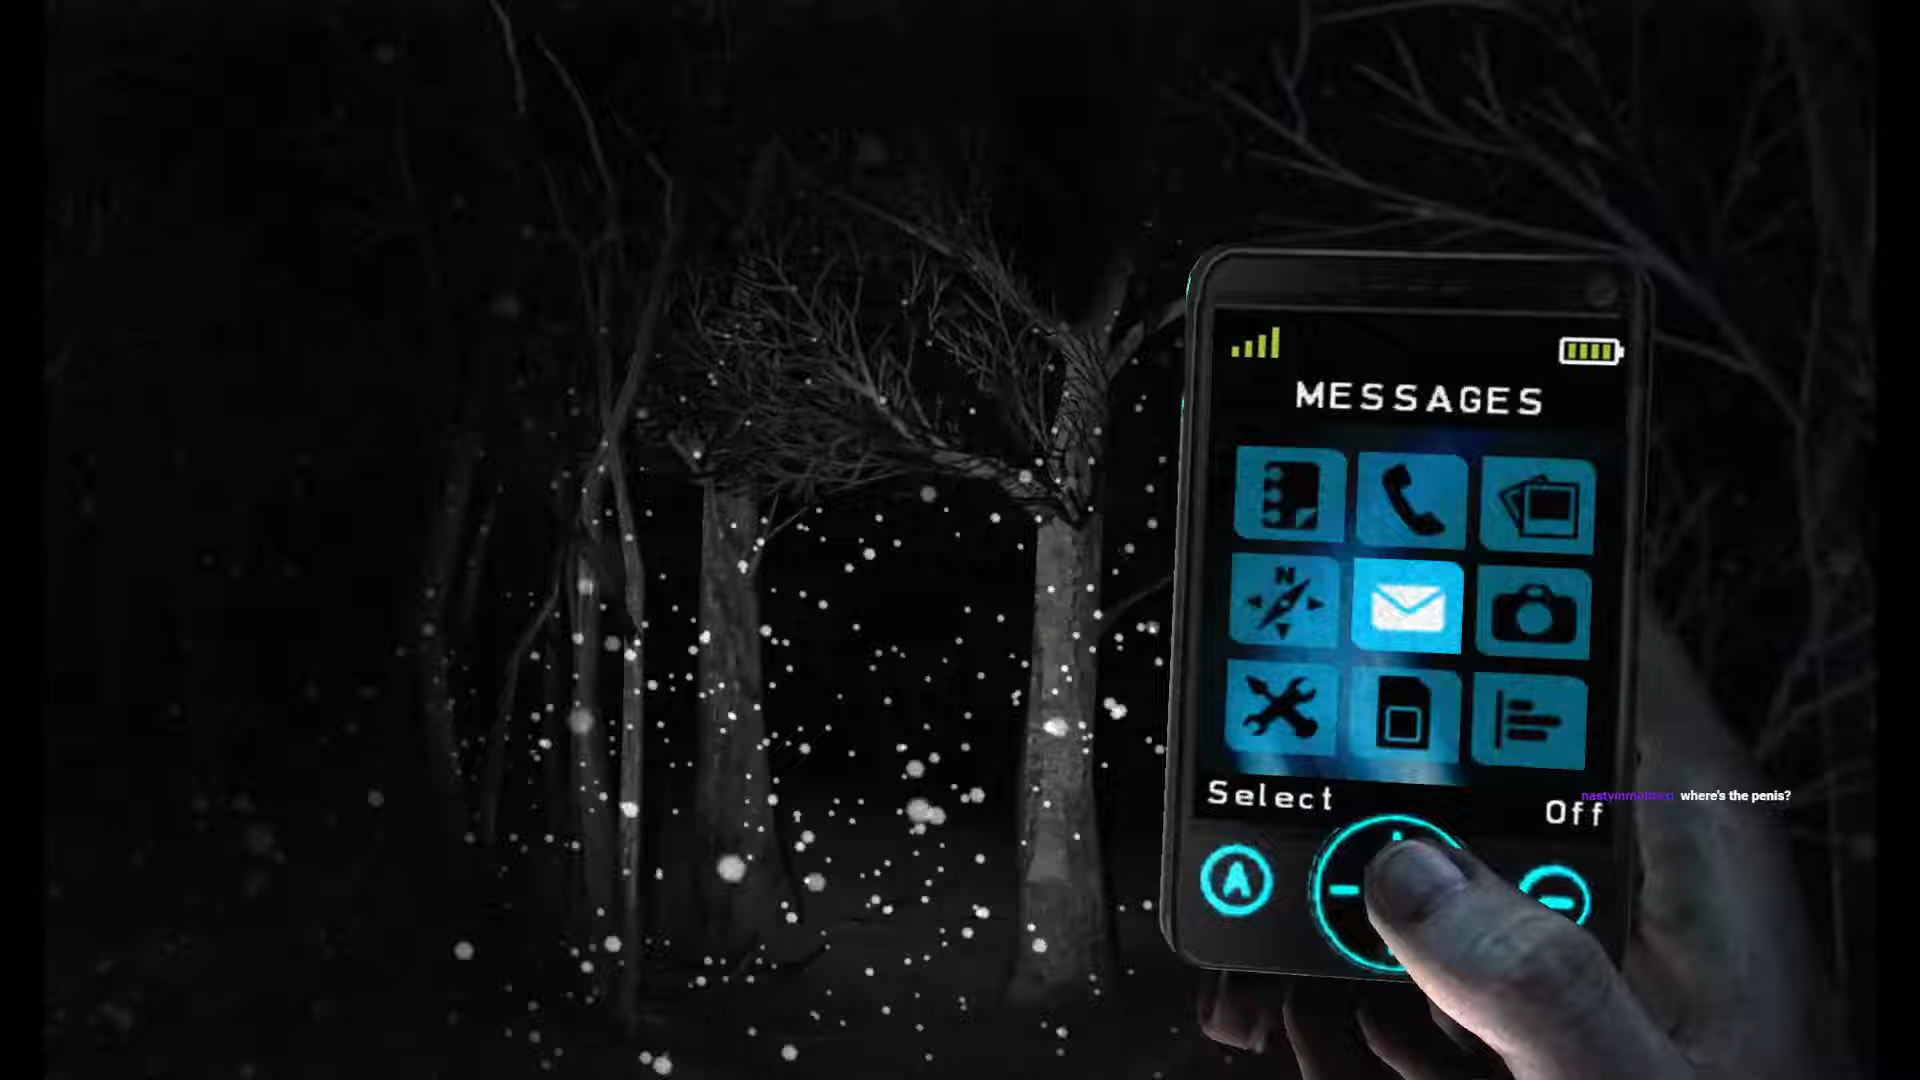 MESSAGES
N
Select
where's the penis?
Off
A